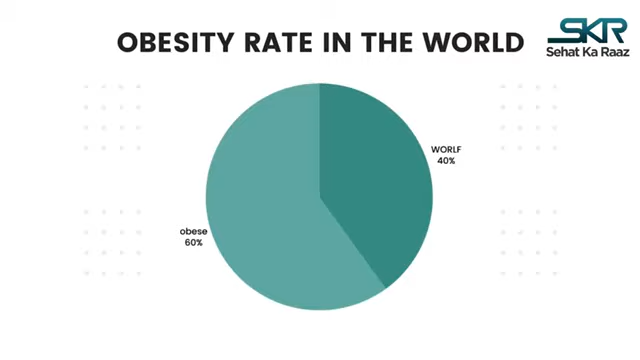 OBESITY RATE IN THE WORLD
SKR
Sehat Ka Raaz
WORLF
40%
obese
60%